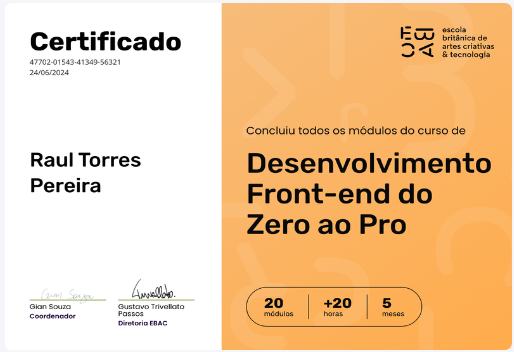 Certificado
47702-01543-41349-56321
24/06/2024
Raul Torres
Pereira
Gian Souza
Coordenador
Gustavo Trivellato
Passos
Diretoria EBAC
EBAC
escola
britânica de
artes criativas
& tecnologia
Concluiu todos os módulos do curso de
Desenvolvimento
Front-end do
Zero ao Pro
20
módulos
+20
horas
5
meses